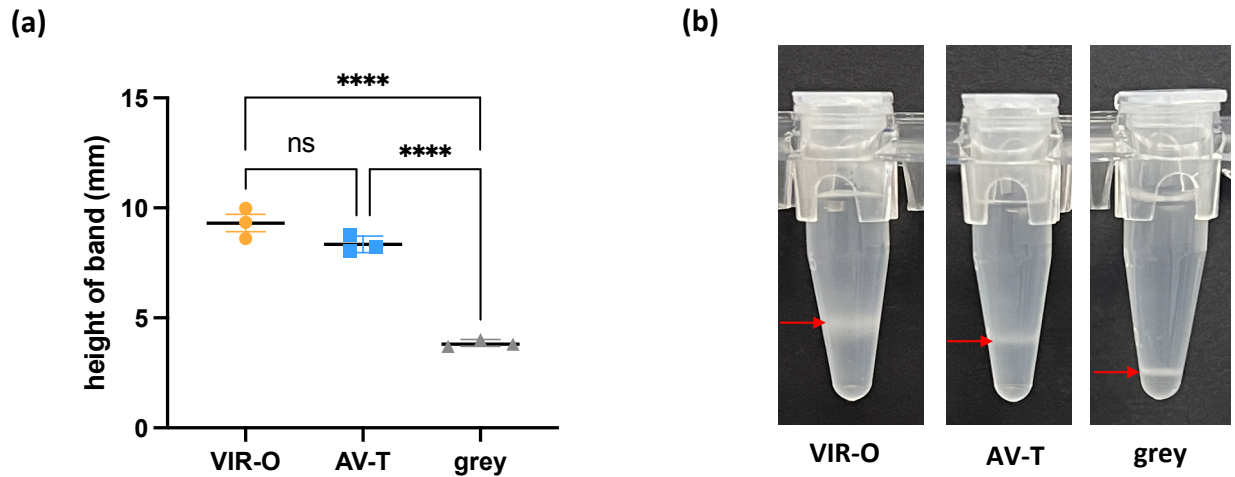 (a)
(b)
****
ns
****
15
10
5
0
height of band (mm)
VIR-O
AV-T
grey
VIR-O
AV-T
grey